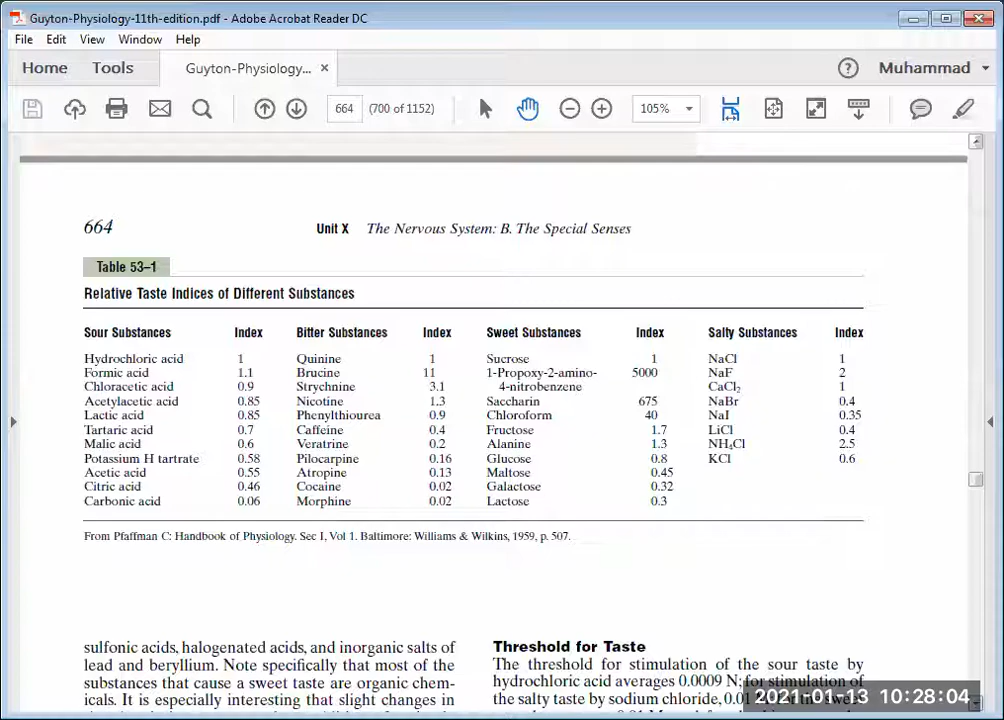 Guyton-Physiology-11th-edition.pdf - Adobe Acrobat Reader DC
File Edit View Window Help
Home Tools Guyton-Physiology... × ? Muhammad
664 (700 of 1152) 105%
664 Unit X The Nervous System: B. The Special Senses
Table 53–1
Relative Taste Indices of Different Substances
Sour Substances Index Bitter Substances Index Sweet Substances Index Salty Substances Index
Hydrochloric acid 1 Quinine 1 Sucrose 1 NaCl 1
Formic acid 1.1 Brucine 11 1-Propoxy-2-amino- 5000 NaF 2
Chloracetic acid 0.9 Strychnine 3.1 4-nitrobenzene CaCl₂ 1
Acetylacetic acid 0.85 Nicotine 1.3 Saccharin 675 NaBr 0.4
Lactic acid 0.85 Phenylthiourea 0.9 Chloroform 40 NaI 0.35
Tartaric acid 0.7 Caffeine 0.4 Fructose 1.7 LiCl 0.4
Malic acid 0.6 Veratrine 0.2 Alanine 1.3 NH₄Cl 2.5
Potassium H tartrate 0.58 Pilocarpine 0.16 Glucose 0.8 KCl 0.6
Acetic acid 0.55 Atropine 0.13 Maltose 0.45
Citric acid 0.46 Cocaine 0.02 Galactose 0.32
Carbonic acid 0.06 Morphine 0.02 Lactose 0.3
From Pfaffman C: Handbook of Physiology. Sec I, Vol 1. Baltimore: Williams & Wilkins, 1959, p. 507.
sulfonic acids, halogenated acids, and inorganic salts of
lead and beryllium. Note specifically that most of the
substances that cause a sweet taste are organic chem-
icals. It is especially interesting that slight changes in
Threshold for Taste
The threshold for stimulation of the sour taste by
hydrochloric acid averages 0.0009 N; for stimulation of
the salty taste by sodium chloride, 0.01
2021-01-13 10:28:04